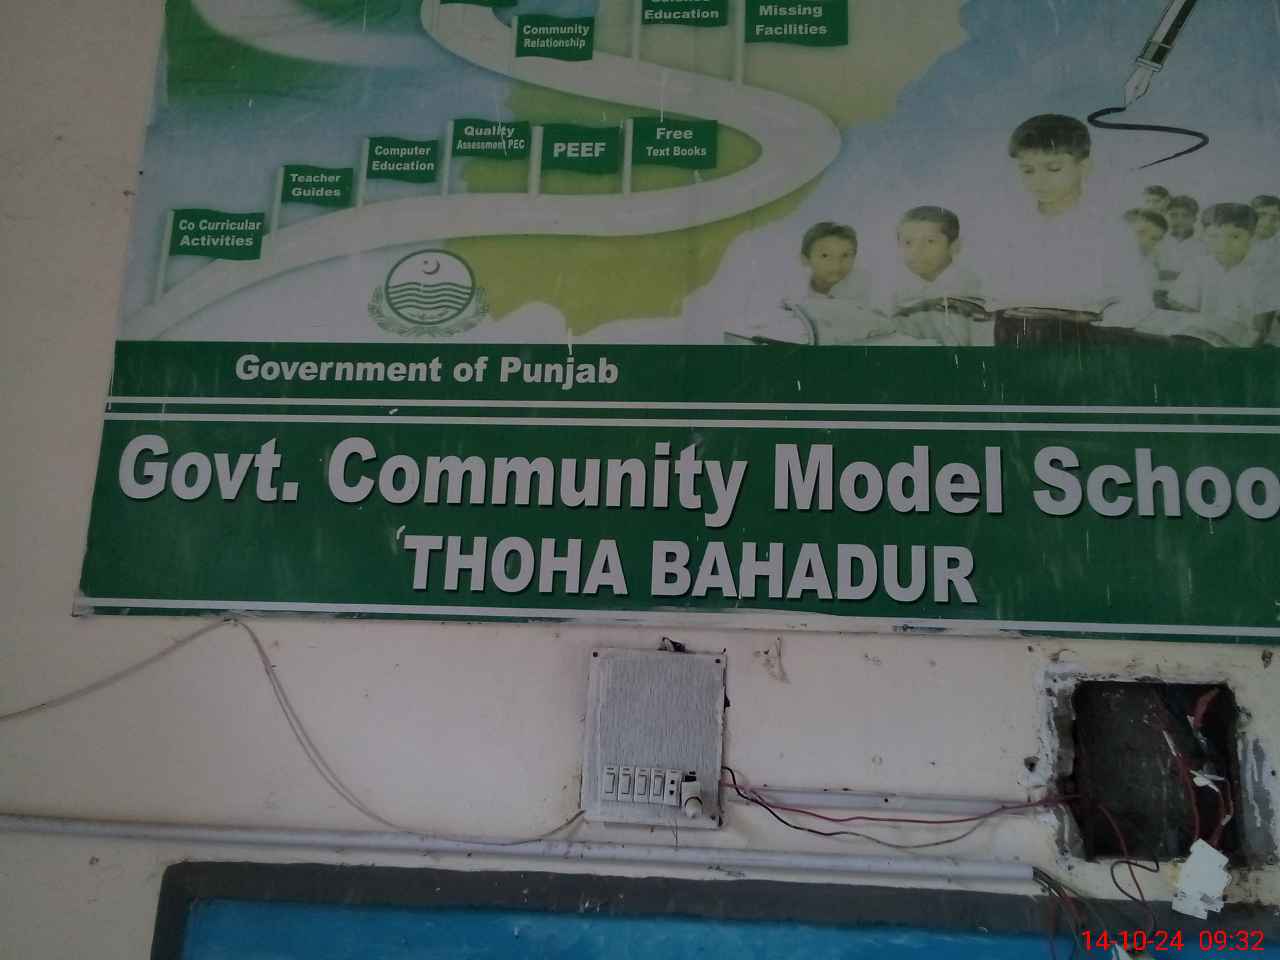 Community
Relationship
Education
Missing
Facilities
Quality
Assessment PEC
PEEF
Free
Text Books
Computer
Education
Teacher
Guides
Co Curricular
Activities
Government of Punjab
Govt. Community Model Schoo
THOHA BAHADUR
14-10-24 09:32